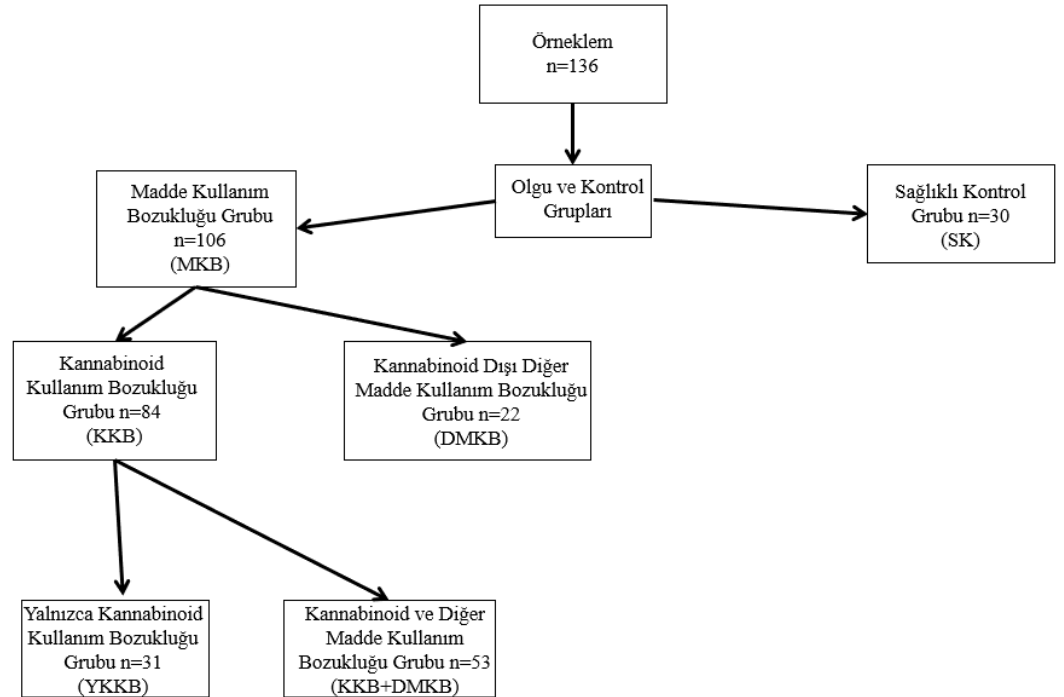 Örneklem
n=136
Olgu ve Kontrol
Grupları
Madde Kullanım
Bozukluğu Grubu
n=106
(MKB)
Sağlıklı Kontrol
Grubu n=30
(SK)
Kannabinoid
Kullanım Bozukluğu
Grubu n=84
(KKB)
Kannabinoid Dışı Diğer
Madde Kullanım Bozukluğu
Grubu n=22
(DMKB)
Yalnızca Kannabinoid
Kullanım Bozukluğu
Grubu n=31
(YKKB)
Kannabinoid ve Diğer
Madde Kullanım
Bozukluğu Grubu n=53
(KKB+DMKB)